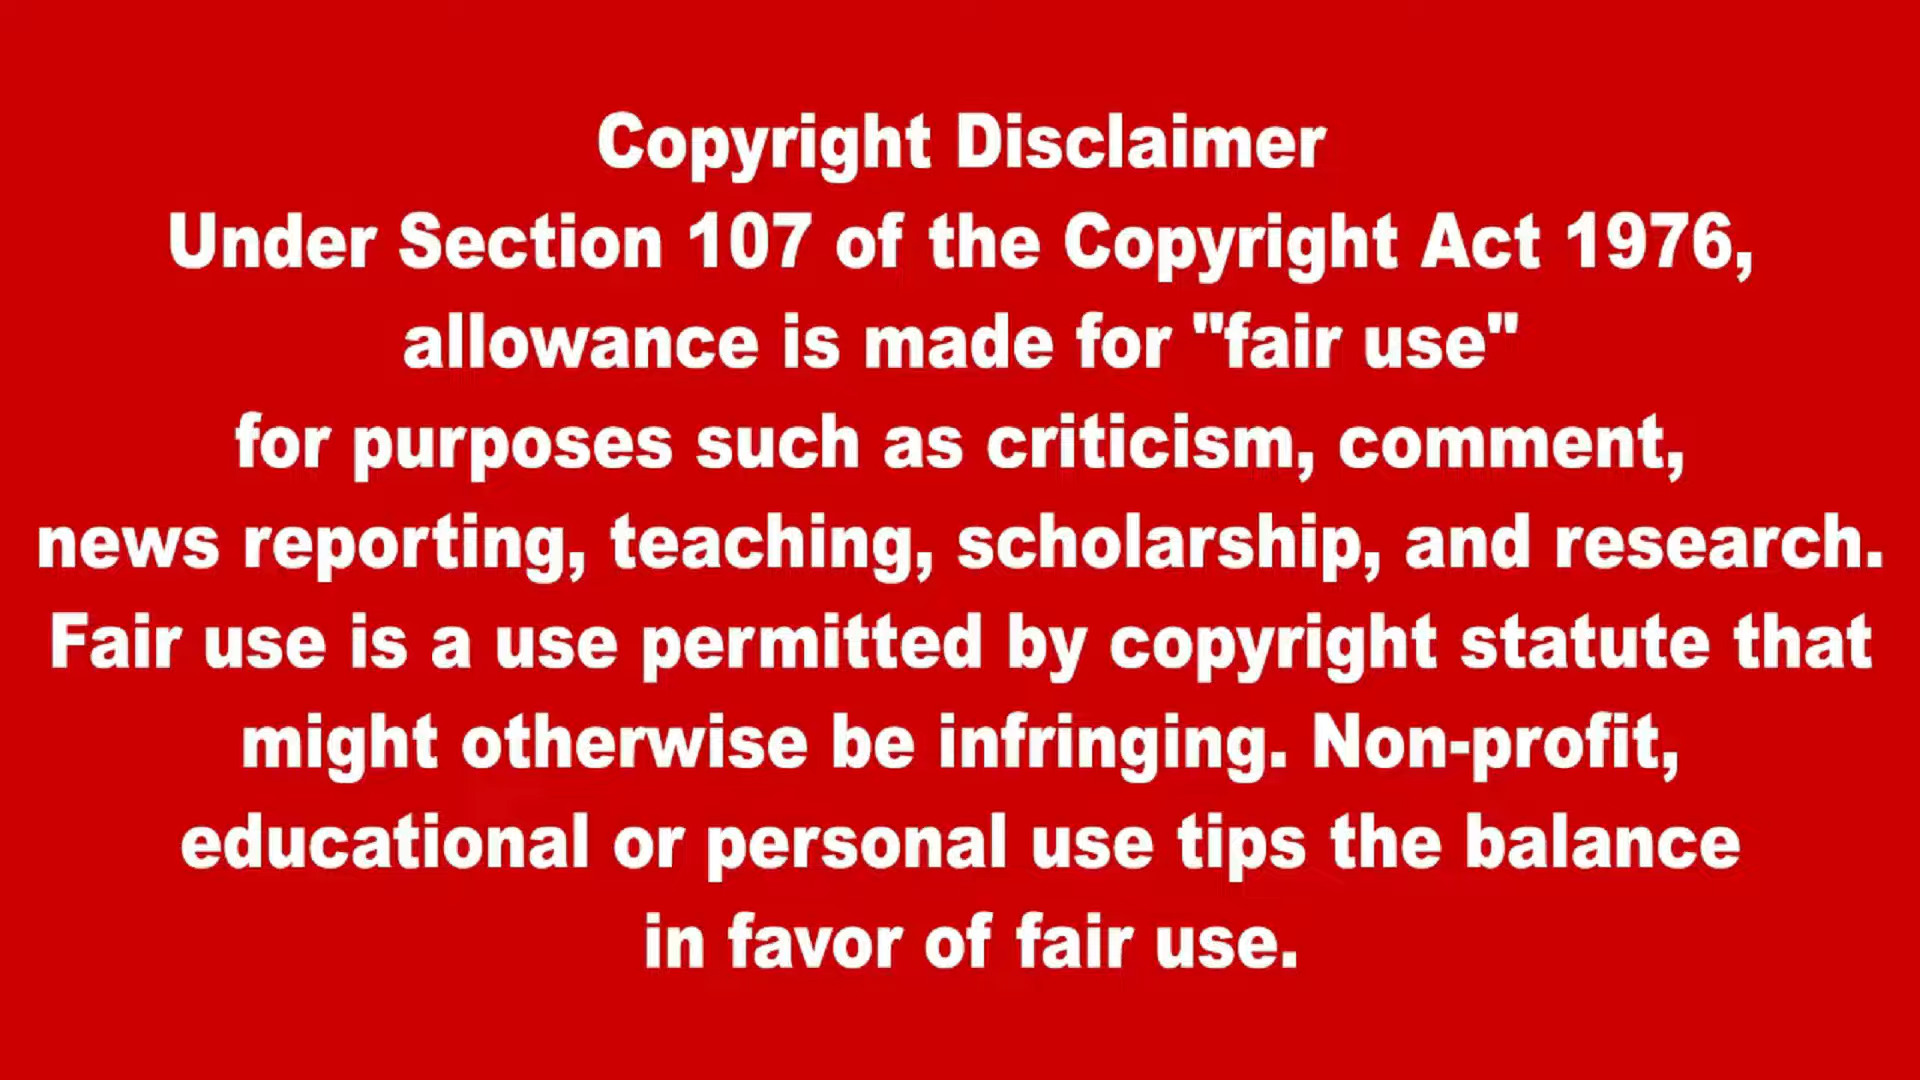 Copyright Disclaimer
Under Section 107 of the Copyright Act 1976,
allowance is made for "fair use"
for purposes such as criticism, comment,
news reporting, teaching, scholarship, and research.
Fair use is a use permitted by copyright statute that
might otherwise be infringing. Non-profit,
educational or personal use tips the balance
in favor of fair use.